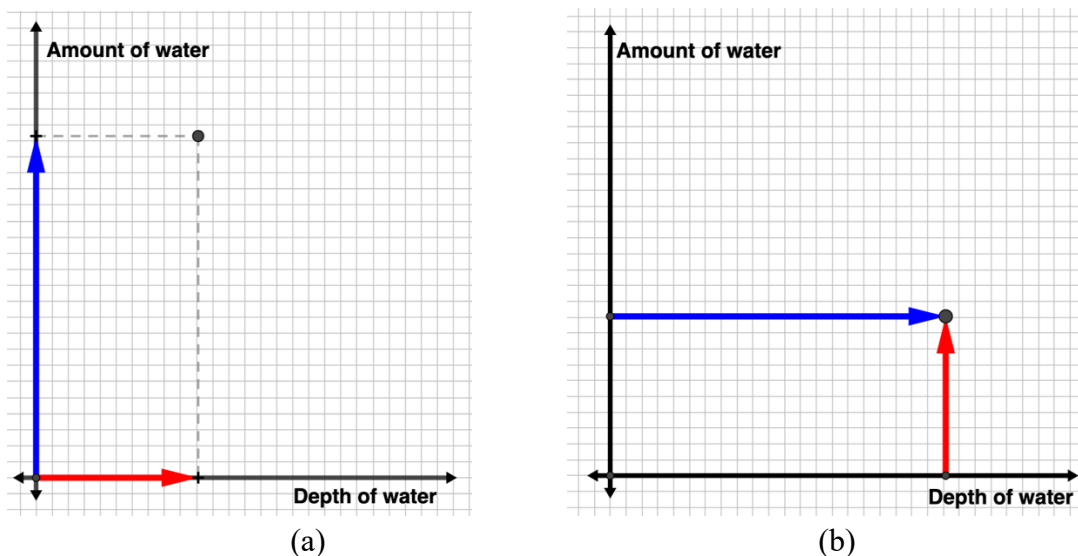 Amount of water
Depth of water
(a)
Amount of water
Depth of water
(b)